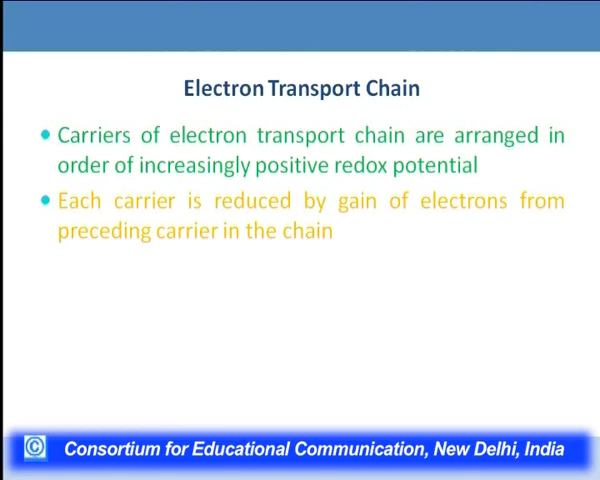 Electron Transport Chain
• Carriers of electron transport chain are arranged in
order of increasingly positive redox potential
• Each carrier is reduced by gain of electrons from
preceding carrier in the chain
© Consortium for Educational Communication, New Delhi, India